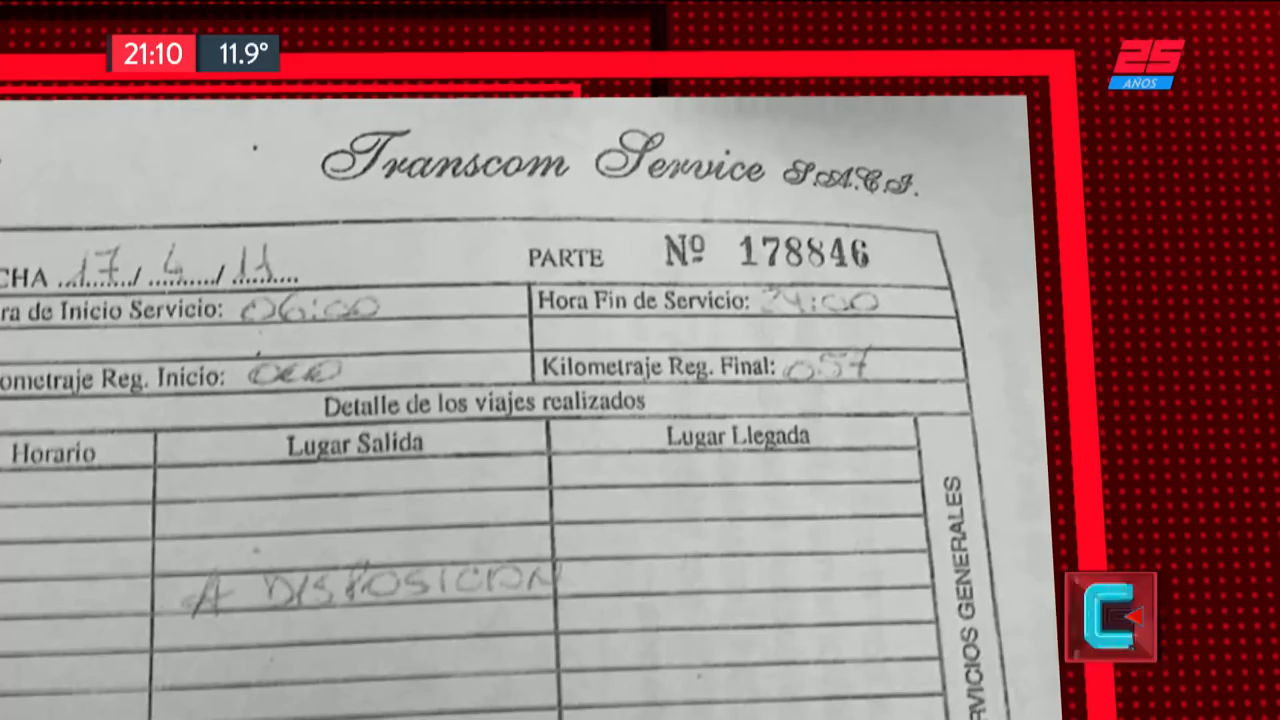 21:10 11.9°
25
AÑOS
Transcom Service S.A.C.I.
CHA 17/4/11 PARTE Nº 178846
ra de Inicio Servicio: 06:00 Hora Fin de Servicio: 24:00
ometraje Reg. Inicio: 000 Kilometraje Reg. Final: 057
Detalle de los viajes realizados
Horario Lugar Salida Lugar Llegada
A DISPOSICION
RVICIOS GENERALES
C